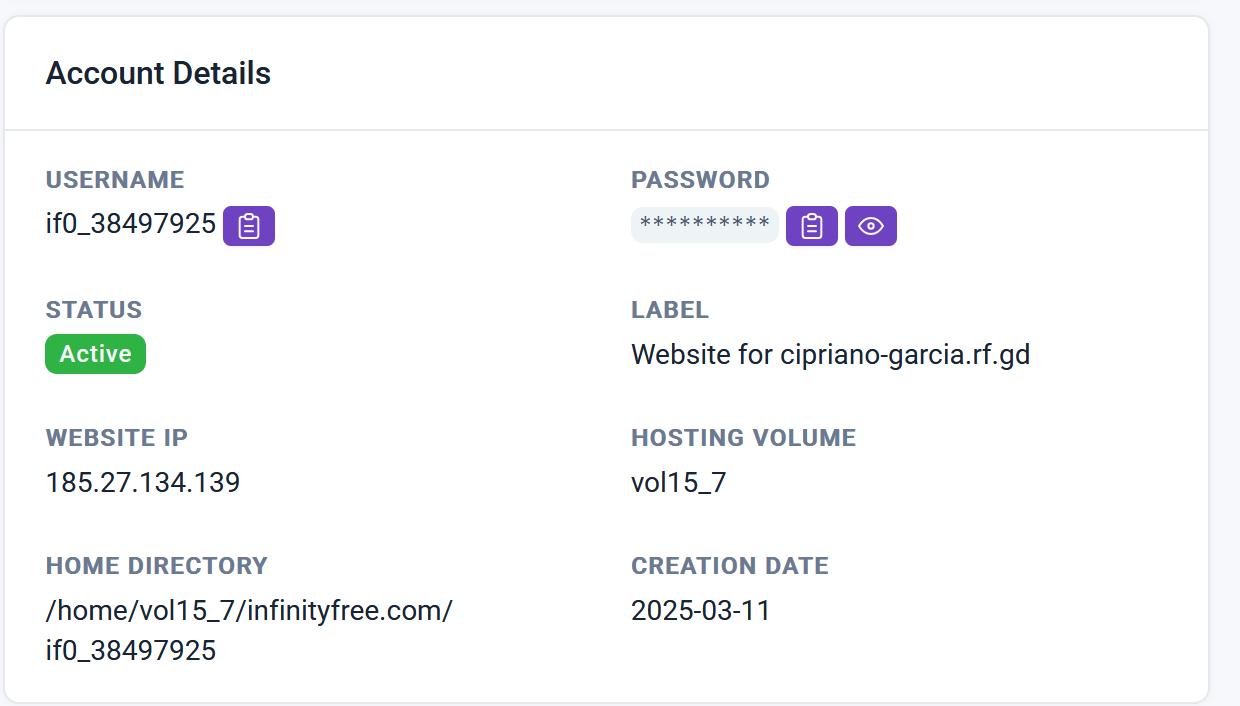 Account Details
USERNAME
if0_38497925
PASSWORD
**********
STATUS
Active
LABEL
Website for cipriano-garcia.rf.gd
WEBSITE IP
185.27.134.139
HOSTING VOLUME
vol15_7
HOME DIRECTORY
/home/vol15_7/infinityfree.com/
if0_38497925
CREATION DATE
2025-03-11